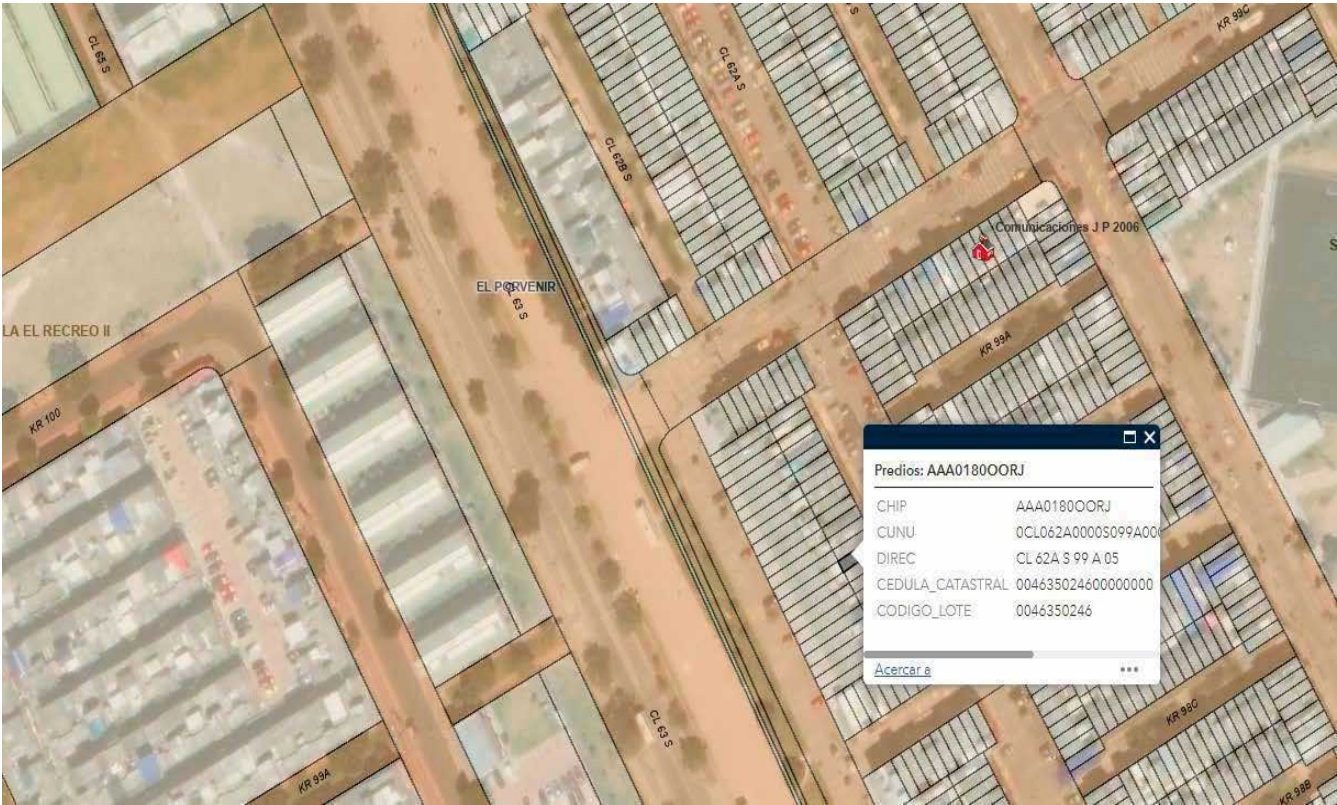 CL 65 S
CL 62A S
S
KR 99C
CL 62B S
Comunicaciones J P 2006
EL PORVENIR
CL 63 S
LA EL RECREO II
KR 99A
KR 100
Predios: AAA0180OORJ
CHIP AAA0180OORJ
CUNU 0CL062A0000S099A00
DIREC CL 62A S 99 A 05
CEDULA_CATASTRAL 004635024600000000
CODIGO_LOTE 0046350246
Acercar a
CL 63 S
KR 98C
KR 99A
KR 98B